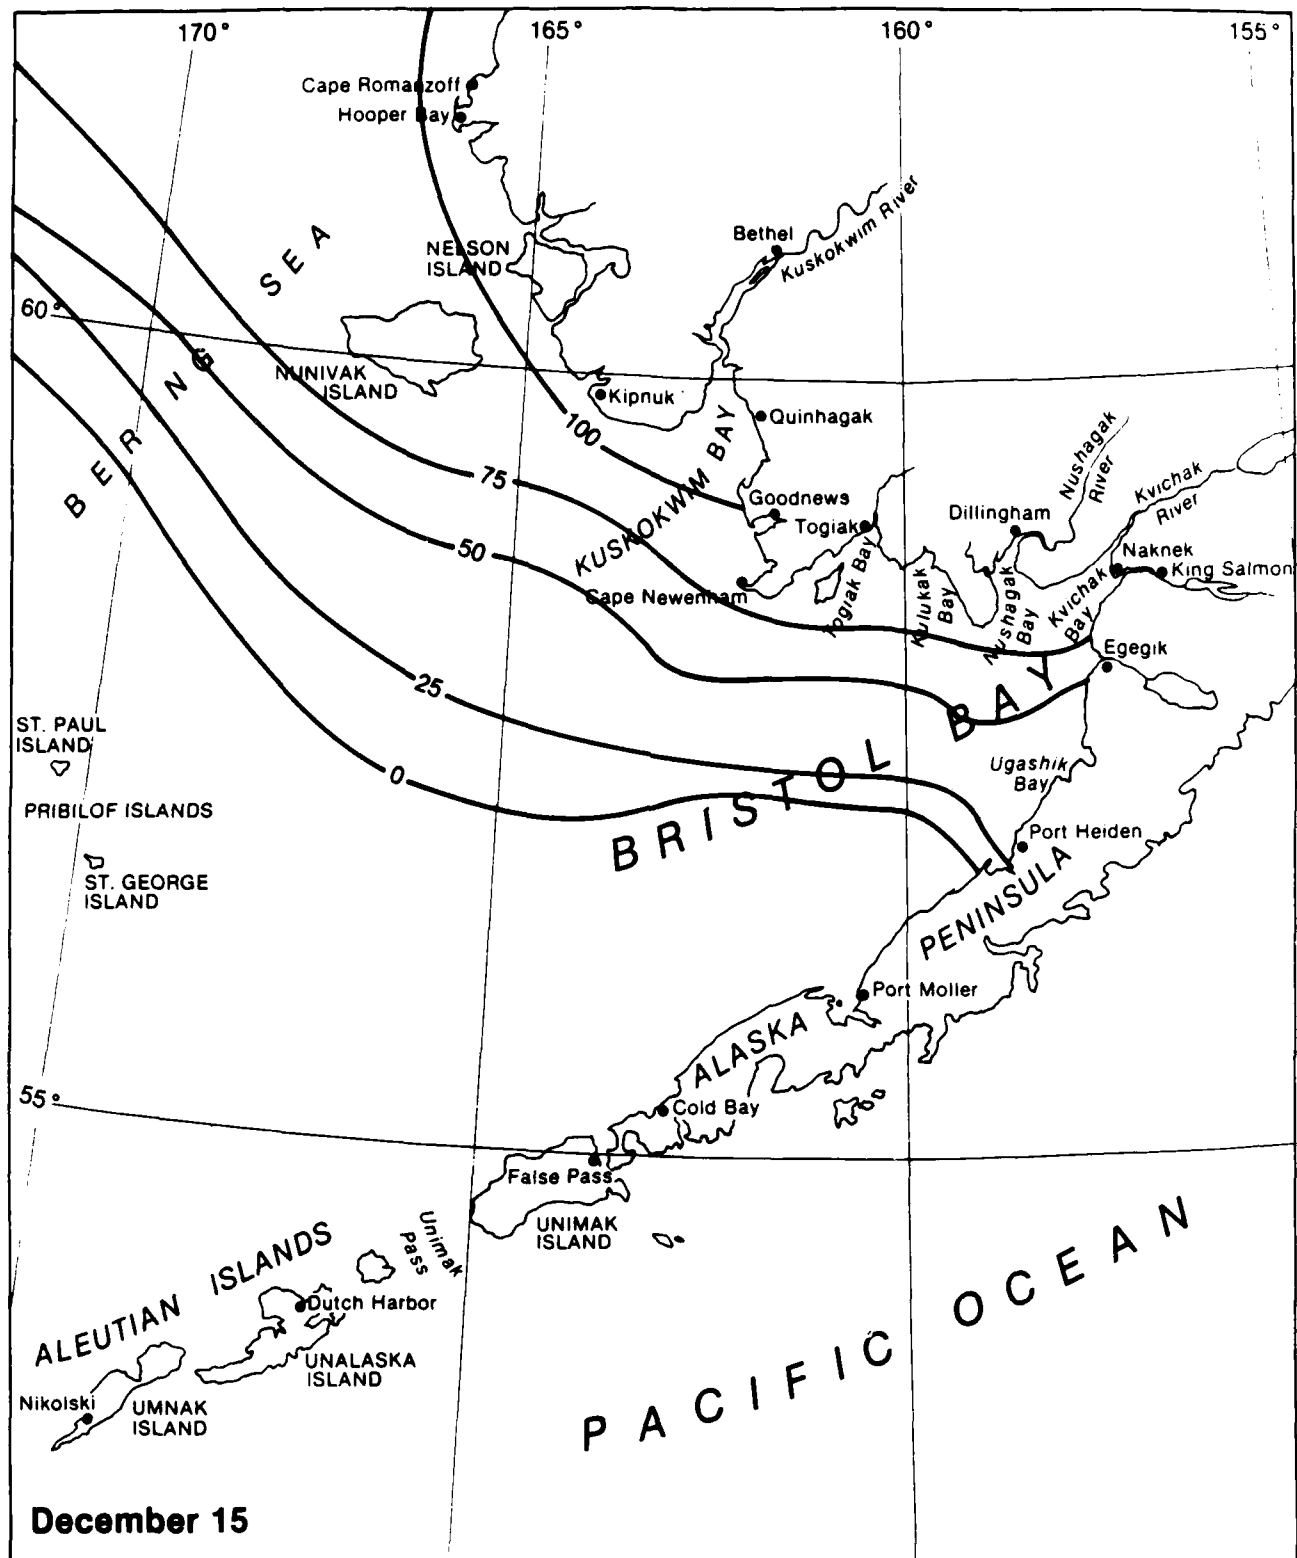 170°
165°
160°
155°
Cape Romanzoff
Hooper Bay
SEA
NELSON
ISLAND
Bethel
Kuskokwim River
60°
NUNIVAK
ISLAND
Kipnuk
Quinhagak
100
KUSKOKWIM BAY
75
50
25
0
Goodnews
Togiak
Cape Newenham
Togiak Bay
Kulukak
Bay
Dillingham
Nushagak
River
Nushagak
Bay
Kvichak
River
Kvichak
Bay
Naknek
King Salmon
Egegik
BER NG
ST. PAUL
ISLAND
PRIBILOF ISLANDS
ST. GEORGE
ISLAND
BRISTOL BAY
Ugashik
Bay
Port Heiden
ALASKA PENINSULA
Port Moller
Cold Bay
55°
False Pass
UNIMAK
ISLAND
Unimak
Pass
ALEUTIAN ISLANDS
Dutch Harbor
UNALASKA
ISLAND
Nikolski
UMNAK
ISLAND
PACIFIC OCEAN
December 15